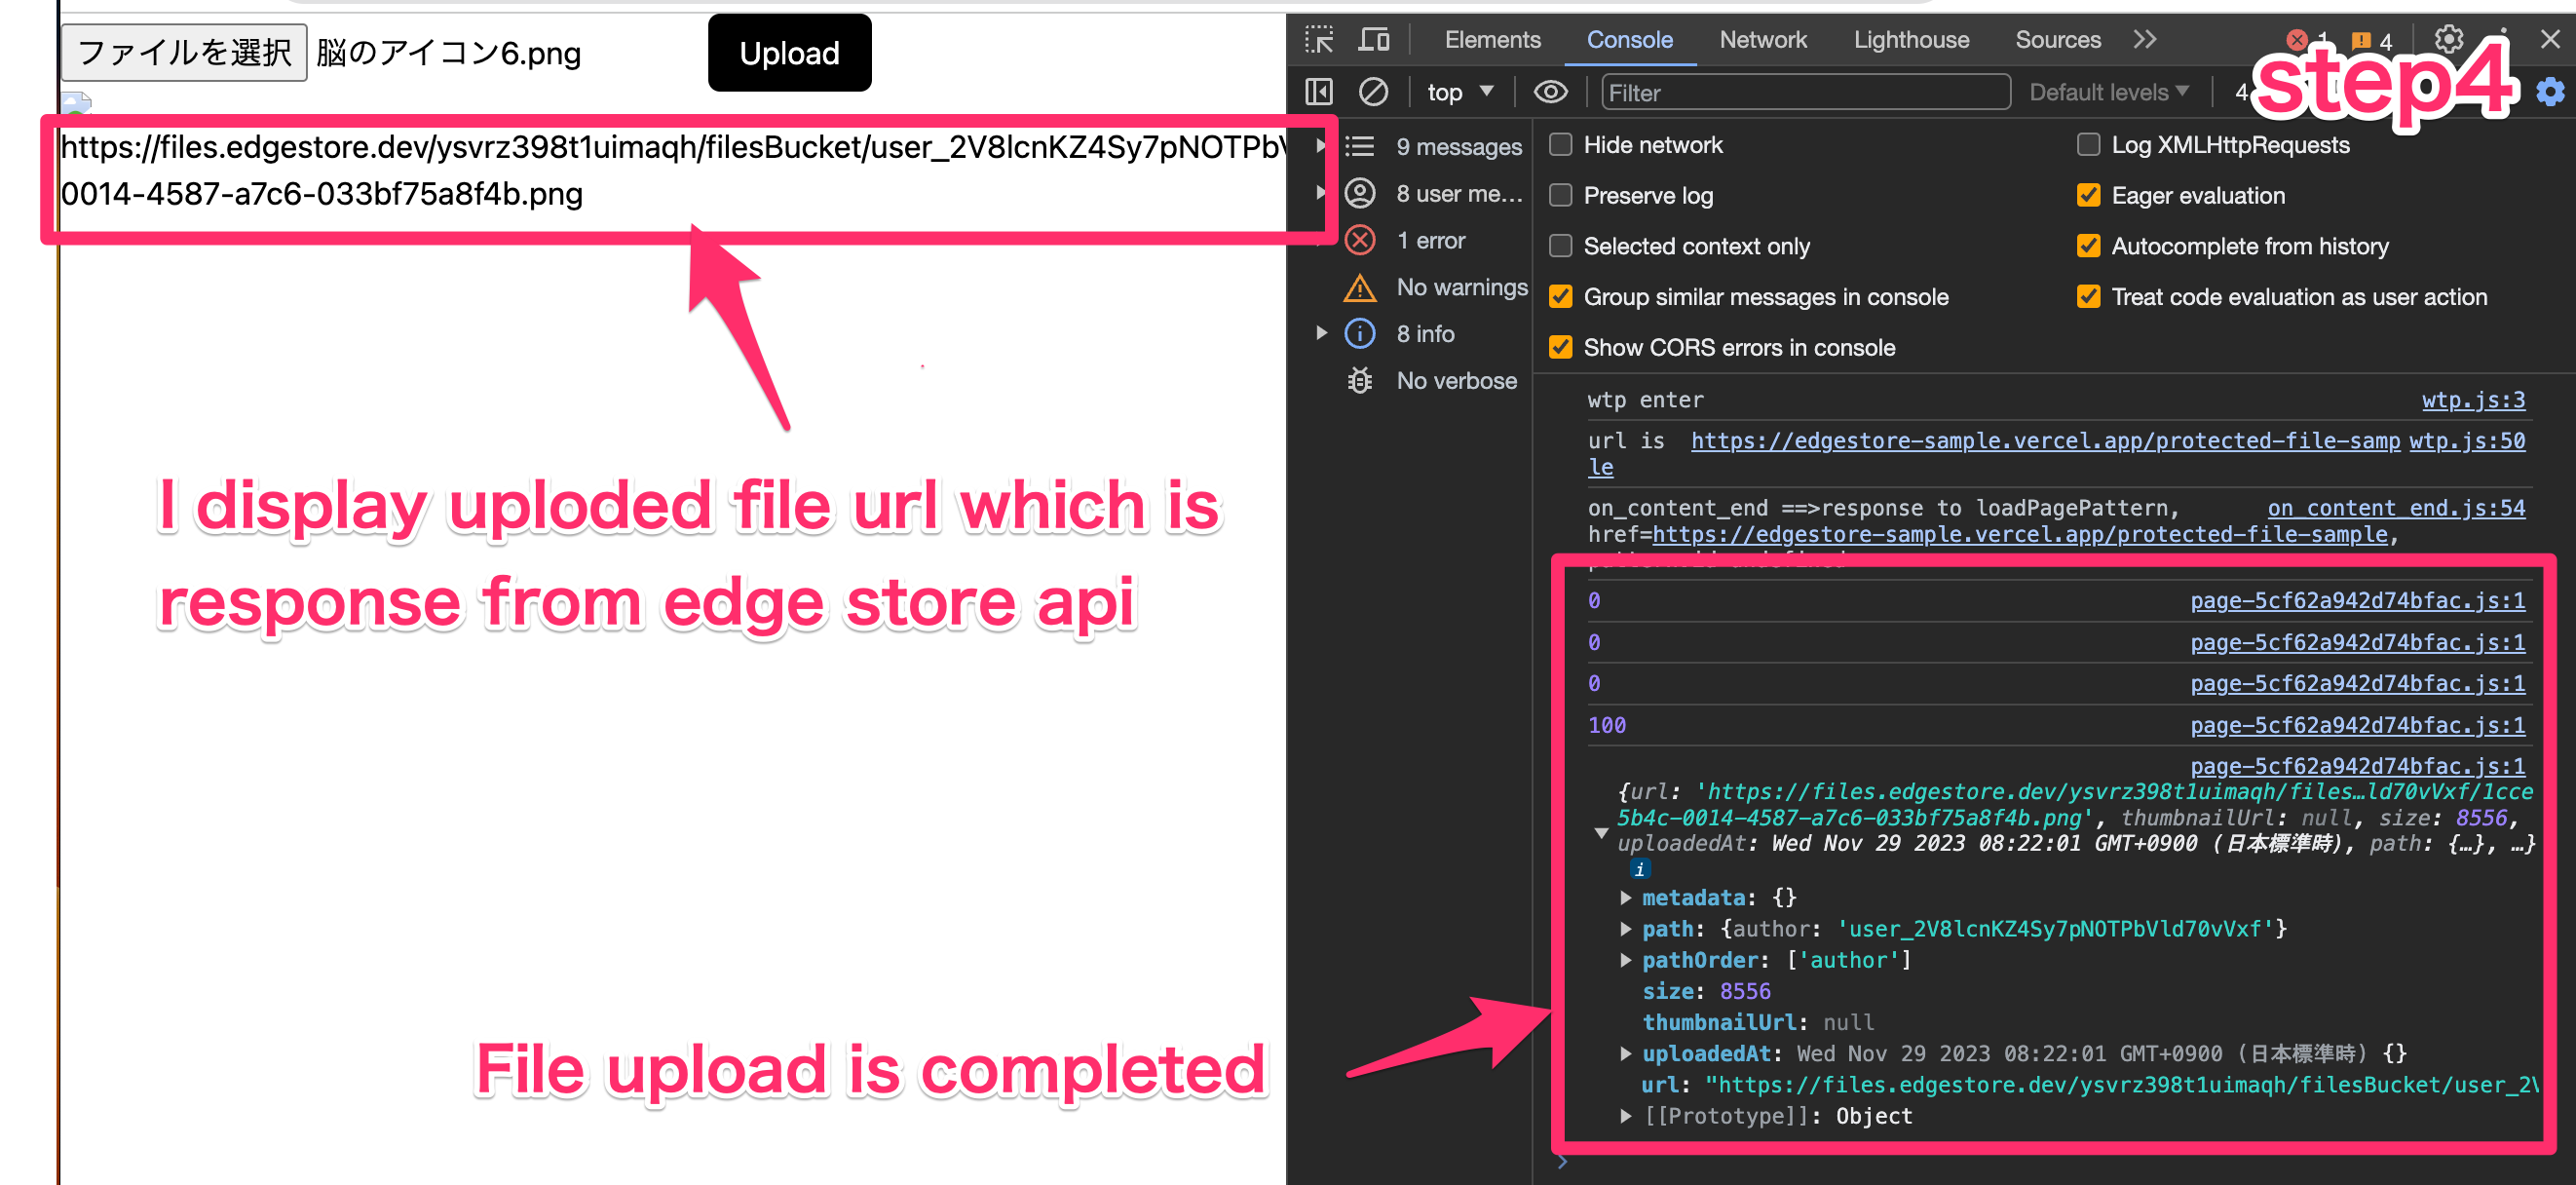 ファイルを選択 脳のアイコン6.png Upload
https://files.edgestore.dev/ysvrz398t1uimaqh/filesBucket/user_2V8lcnKZ4Sy7pNOTPbV
0014-4587-a7c6-033bf75a8f4b.png
I display uploded file url which is
response from edge store api
File upload is completed
Elements Console Network Lighthouse Sources 1 4
step4
top Filter Default levels 4
9 messages
8 user me...
1 error
No warnings
8 info
No verbose
Hide network
Log XMLHttpRequests
Preserve log
Eager evaluation
Selected context only
Autocomplete from history
Group similar messages in console
Treat code evaluation as user action
Show CORS errors in console
wtp enter wtp.js:3
url is https://edgestore-sample.vercel.app/protected-file-samp wtp.js:50
le
on_content_end ==>response to loadPagePattern, on_content_end.js:54
href=https://edgestore-sample.vercel.app/protected-file-sample,
0 page-5cf62a942d74bfac.js:1
0 page-5cf62a942d74bfac.js:1
0 page-5cf62a942d74bfac.js:1
100 page-5cf62a942d74bfac.js:1
page-5cf62a942d74bfac.js:1
{url: 'https://files.edgestore.dev/ysvrz398t1uimaqh/files…ld70vVxf/1cce
5b4c-0014-4587-a7c6-033bf75a8f4b.png', thumbnailUrl: null, size: 8556,
uploadedAt: Wed Nov 29 2023 08:22:01 GMT+0900 (日本標準時), path: {…}, …}
i
metadata: {}
path: {author: 'user_2V8lcnKZ4Sy7pNOTPbVld70vVxf'}
pathOrder: ['author']
size: 8556
thumbnailUrl: null
uploadedAt: Wed Nov 29 2023 08:22:01 GMT+0900 (日本標準時) {}
url: "https://files.edgestore.dev/ysvrz398t1uimaqh/filesBucket/user_2V
[[Prototype]]: Object